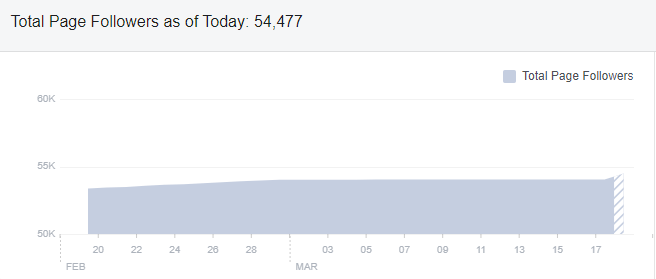 Total Page Followers as of Today: 54,477
Total Page Followers
60K
55K
50K
20 22 24 26 28 03 05 07 09 11 13 15 17
FEB MAR